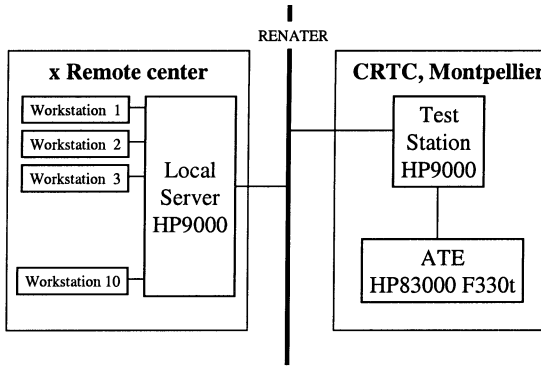 RENATER
x Remote center
Workstation 1
Workstation 2
Workstation 3
Workstation 10
Local
Server
HP9000
CRTC, Montpellier
Test
Station
HP9000
ATE
HP83000 F330t